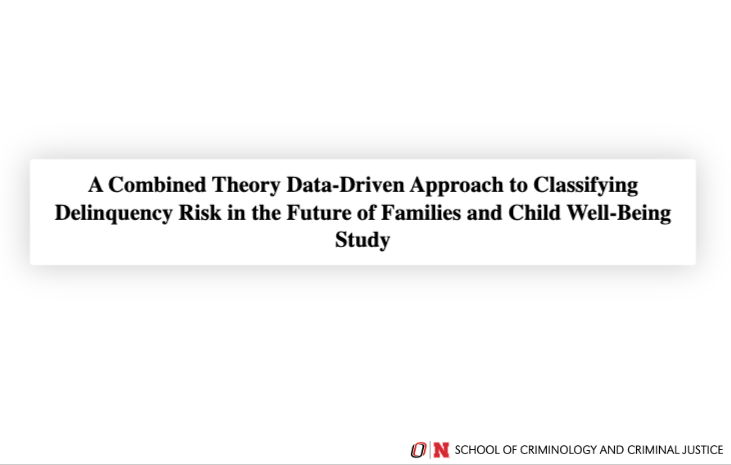 A Combined Theory Data-Driven Approach to Classifying
Delinquency Risk in the Future of Families and Child Well-Being
Study
O N SCHOOL OF CRIMINOLOGY AND CRIMINAL JUSTICE